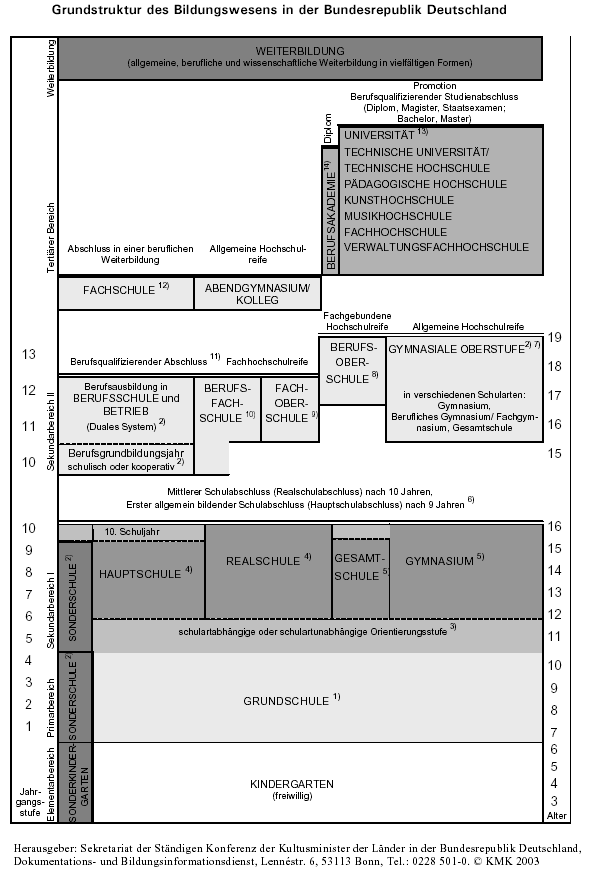 Grundstruktur des Bildungswesens in der Bundesrepublik Deutschland
Weiterbildung
WEITERBILDUNG
(allgemeine, berufliche und wissenschaftliche Weiterbildung in vielfältigen Formen)
Tertiärer Bereich
Promotion
Berufsqualifizierender Studienabschluss
(Diplom, Magister, Staatsexamen;
Bachelor, Master)
Diplom
BERUFSAKADEMIE 14)
UNIVERSITÄT 13)
TECHNISCHE UNIVERSITÄT/
TECHNISCHE HOCHSCHULE
PÄDAGOGISCHE HOCHSCHULE
KUNSTHOCHSCHULE
MUSIKHOCHSCHULE
FACHHOCHSCHULE
VERWALTUNGSFACHHOCHSCHULE
Abschluss in einer beruflichen
Weiterbildung
Allgemeine Hochschul-
reife
FACHSCHULE 12)
ABENDGYMNASIUM/
KOLLEG
Fachgebundene
Hochschulreife
Allgemeine Hochschulreife
13
12
11
10
Sekundarbereich II
Berufsqualifizierender Abschluss 11)
Fachhochschulreife
Berufsausbildung in
BERUFSSCHULE und
BETRIEB
(Duales System) 2)
Berufsgrundbildungsjahr
schulisch oder kooperativ 2)
BERUFS-
FACH-
SCHULE 10)
FACH-
OBER-
SCHULE 9)
BERUFS-
OBER-
SCHULE 8)
GYMNASIALE OBERSTUFE 2) 7)
in verschiedenen Schularten:
Gymnasium,
Berufliches Gymnasium/ Fachgym-
nasium, Gesamtschule
19
18
17
16
15
Mittlerer Schulabschluss (Realschulabschluss) nach 10 Jahren,
Erster allgemein bildender Schulabschluss (Hauptschulabschluss) nach 9 Jahren 6)
10
9
8
7
6
5
Sekundarbereich I
SONDERSCHULE 2)
10. Schuljahr
HAUPTSCHULE 4)
REALSCHULE 4)
GESAMT-
SCHULE 5)
GYMNASIUM 5)
schulartabhängige oder schulartunabhängige Orientierungsstufe 3)
16
15
14
13
12
11
4
3
2
1
Primarbereich
SONDERSCHULE 2)
GRUNDSCHULE 1)
10
9
8
7
Jahr-
gangs-
stufe
Elementarbereich
SONDERKINDER-
GARTEN
KINDERGARTEN
(freiwillig)
6
5
4
3
Alter
Herausgeber: Sekretariat der Ständigen Konferenz der Kultusminister der Länder in der Bundesrepublik Deutschland,
Dokumentations- und Bildungsinformationsdienst, Lennéstr. 6, 53113 Bonn, Tel.: 0228 501-0. © KMK 2003